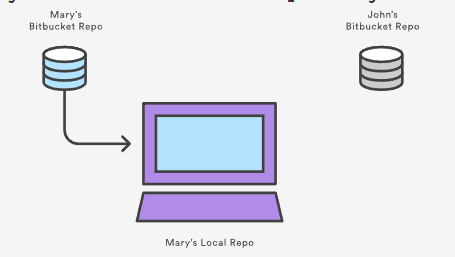 Mary's
Bitbucket Repo
John's
Bitbucket Repo
Mary's Local Repo